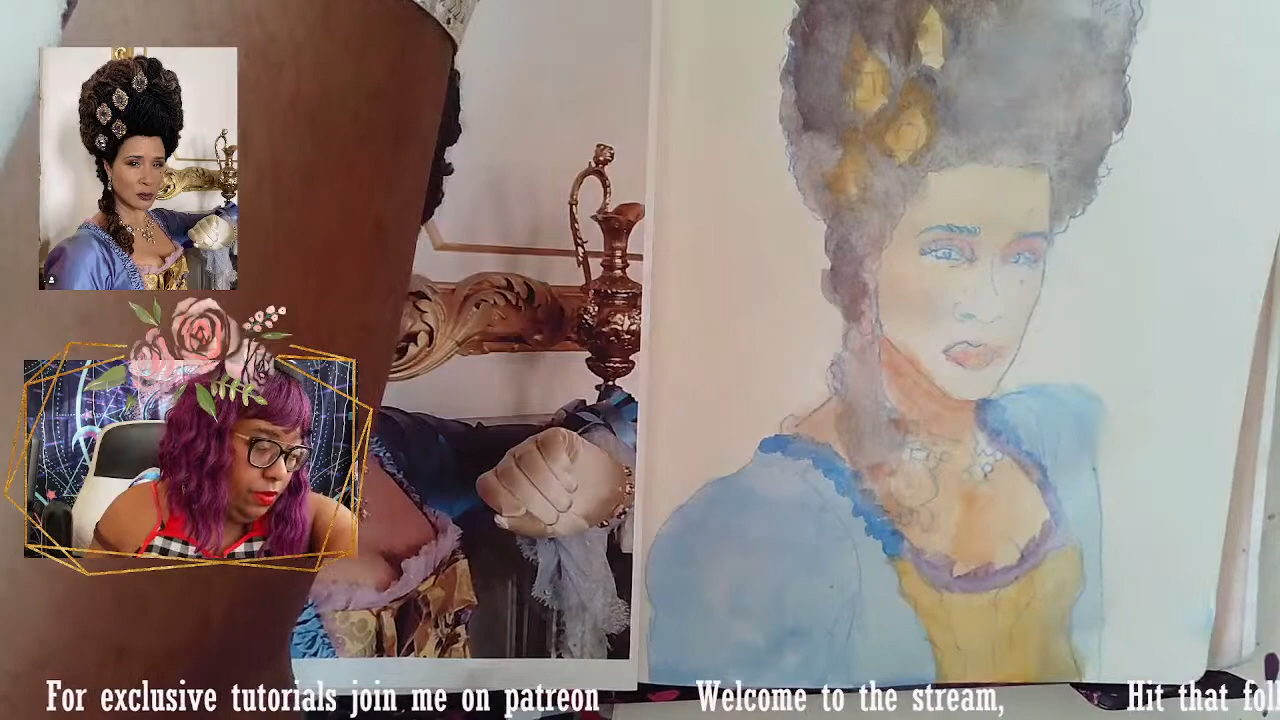 For exclusive tutorials join me on patreon Welcome to the stream, Hit that